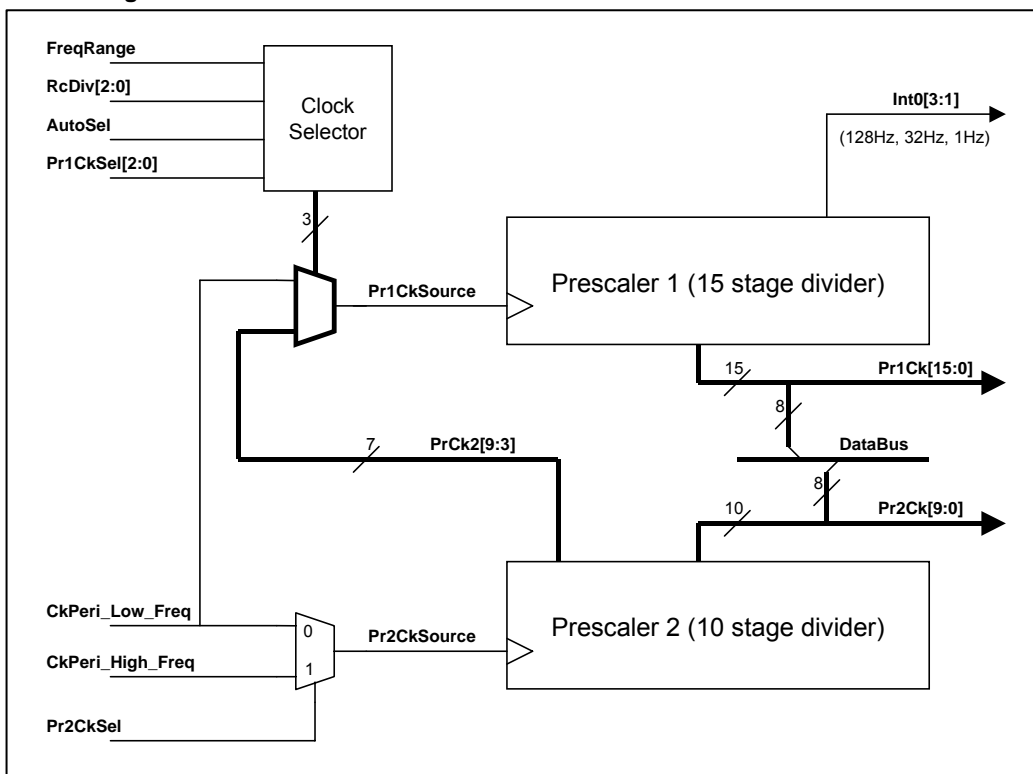 FreqRange
RcDiv[2:0]
AutoSel
Pr1CkSel[2:0]
Clock
Selector
Int0[3:1]
(128Hz, 32Hz, 1Hz)
3
Pr1CkSource
Prescaler 1 (15 stage divider)
15
Pr1Ck[15:0]
8
7
PrCk2[9:3]
DataBus
8
10
Pr2Ck[9:0]
CkPeri_Low_Freq
0
Pr2CkSource
Prescaler 2 (10 stage divider)
CkPeri_High_Freq
1
Pr2CkSel